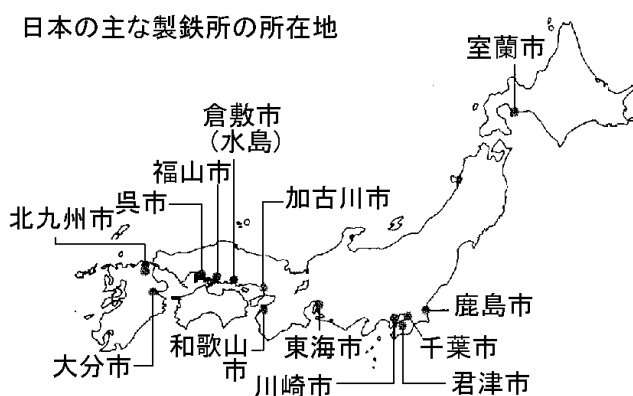 日本の主な製鉄所の所在地
室蘭市
倉敷市
(水島)
福山市
呉市
加古川市
北九州市
鹿島市
和歌山
市
東海市
千葉市
大分市
川崎市
君津市